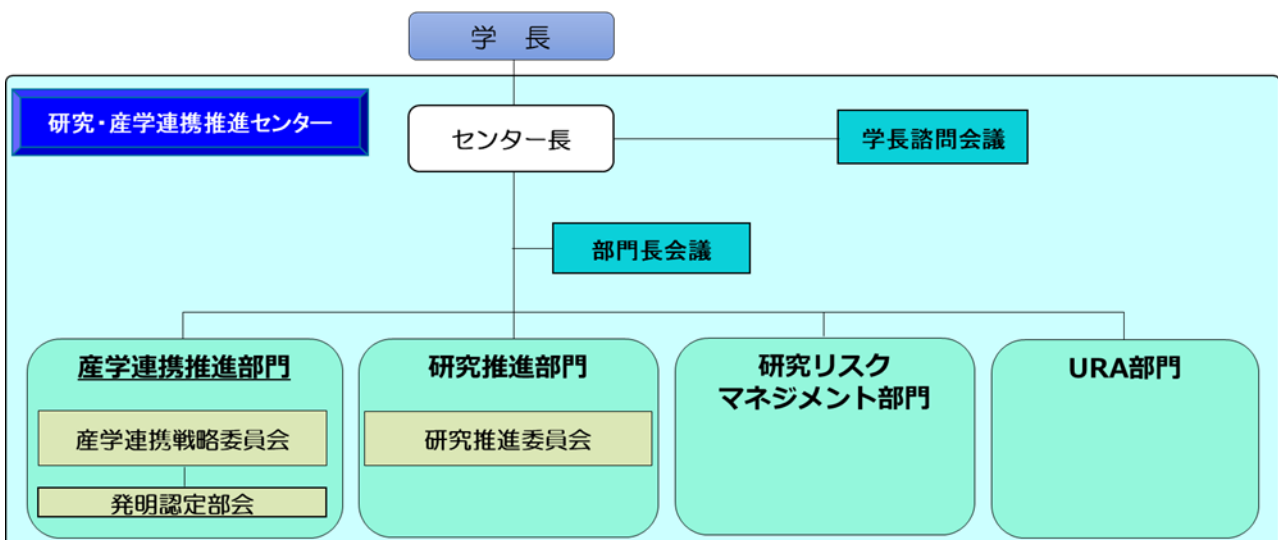 学　長
研究・産学連携推進センター
センター長
学長諮問会議
部門長会議
産学連携推進部門
産学連携戦略委員会
発明認定部会
研究推進部門
研究推進委員会
研究リスク
マネジメント部門
URA部門